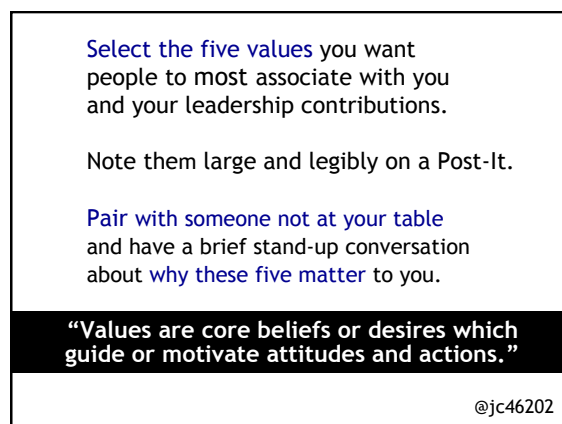 Select the five values you want
people to most associate with you
and your leadership contributions.
Note them large and legibly on a Post-It.
Pair with someone not at your table
and have a brief stand-up conversation
about why these five matter to you.
“Values are core beliefs or desires which
guide or motivate attitudes and actions.”
@jc46202